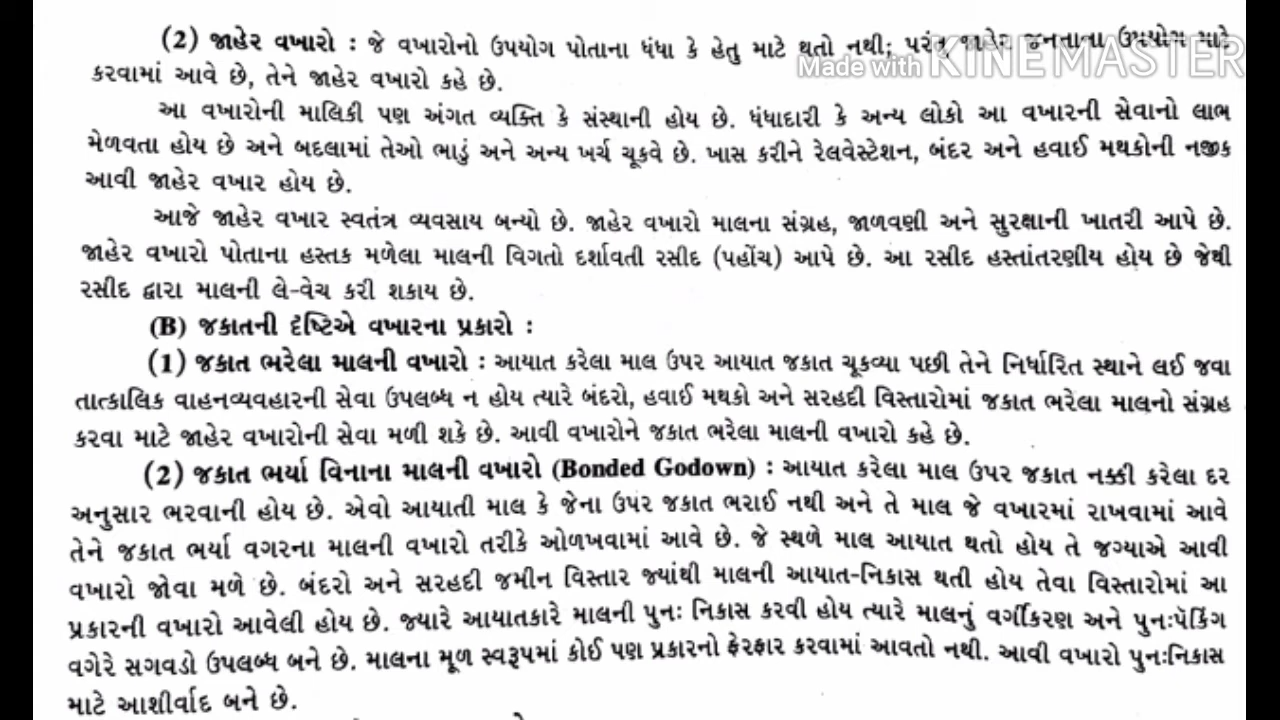 (2) જાહેર વખારો : જે વખારોનો ઉપયોગ પોતાના ધંધા કે હેતુ માટે થતો નથી; પરંતુ જાહેર જનતાના ઉપયોગ માટે
Made with KINEMASTER
કરવામાં આવે છે, તેને જાહેર વખારો કહે છે.
આ વખારોની માલિકી પણ અંગત વ્યક્તિ કે સંસ્થાની હોય છે. ધંધાદારી કે અન્ય લોકો આ વખારની સેવાનો લાભ
મેળવતા હોય છે અને બદલામાં તેઓ ભાડું અને અન્ય ખર્ચ ચૂકવે છે. ખાસ કરીને રેલવેસ્ટેશન, બંદર અને હવાઈ મથકોની નજીક
આવી જાહેર વખાર હોય છે.
આજે જાહેર વખાર સ્વતંત્ર વ્યવસાય બન્યો છે. જાહેર વખારો માલના સંગ્રહ, જાળવણી અને સુરક્ષાની ખાતરી આપે છે.
જાહેર વખારો પોતાના હસ્તક મળેલા માલની વિગતો દર્શાવતી રસીદ (પહોંચ) આપે છે. આ રસીદ હસ્તાંતરણીય હોય છે જેથી
રસીદ દ્વારા માલની લે-વેચ કરી શકાય છે.
(B) જકાતની દૃષ્ટિએ વખારના પ્રકારો :
(1) જકાત ભરેલા માલની વખારો : આયાત કરેલા માલ ઉપર આયાત જકાત ચૂકવ્યા પછી તેને નિર્ધારિત સ્થાને લઈ જવા
તાત્કાલિક વાહનવ્યવહારની સેવા ઉપલબ્ધ ન હોય ત્યારે બંદરો, હવાઈ મથકો અને સરહદી વિસ્તારોમાં જકાત ભરેલા માલનો સંગ્રહ
કરવા માટે જાહેર વખારોની સેવા મળી શકે છે. આવી વખારોને જકાત ભરેલા માલની વખારો કહે છે.
(2) જકાત ભર્યા વિનાના માલની વખારો (Bonded Godown) : આયાત કરેલા માલ ઉપર જકાત નક્કી કરેલા દર
અનુસાર ભરવાની હોય છે. એવો આયાતી માલ કે જેના ઉપર જકાત ભરાઈ નથી અને તે માલ જે વખારમાં રાખવામાં આવે
તેને જકાત ભર્યા વગરના માલની વખારો તરીકે ઓળખવામાં આવે છે. જે સ્થળે માલ આયાત થતો હોય તે જગ્યાએ આવી
વખારો જોવા મળે છે. બંદરો અને સરહદી જમીન વિસ્તાર જ્યાંથી માલની આયાત-નિકાસ થતી હોય તેવા વિસ્તારોમાં આ
પ્રકારની વખારો આવેલી હોય છે. જ્યારે આયાતકારે માલની પુનઃ નિકાસ કરવી હોય ત્યારે માલનું વર્ગીકરણ અને પુનઃપૅકિંગ
વગેરે સગવડો ઉપલબ્ધ બને છે. માલના મૂળ સ્વરૂપમાં કોઈ પણ પ્રકારનો ફેરફાર કરવામાં આવતો નથી. આવી વખારો પુનઃનિકાસ
માટે આશીર્વાદ બને છે.